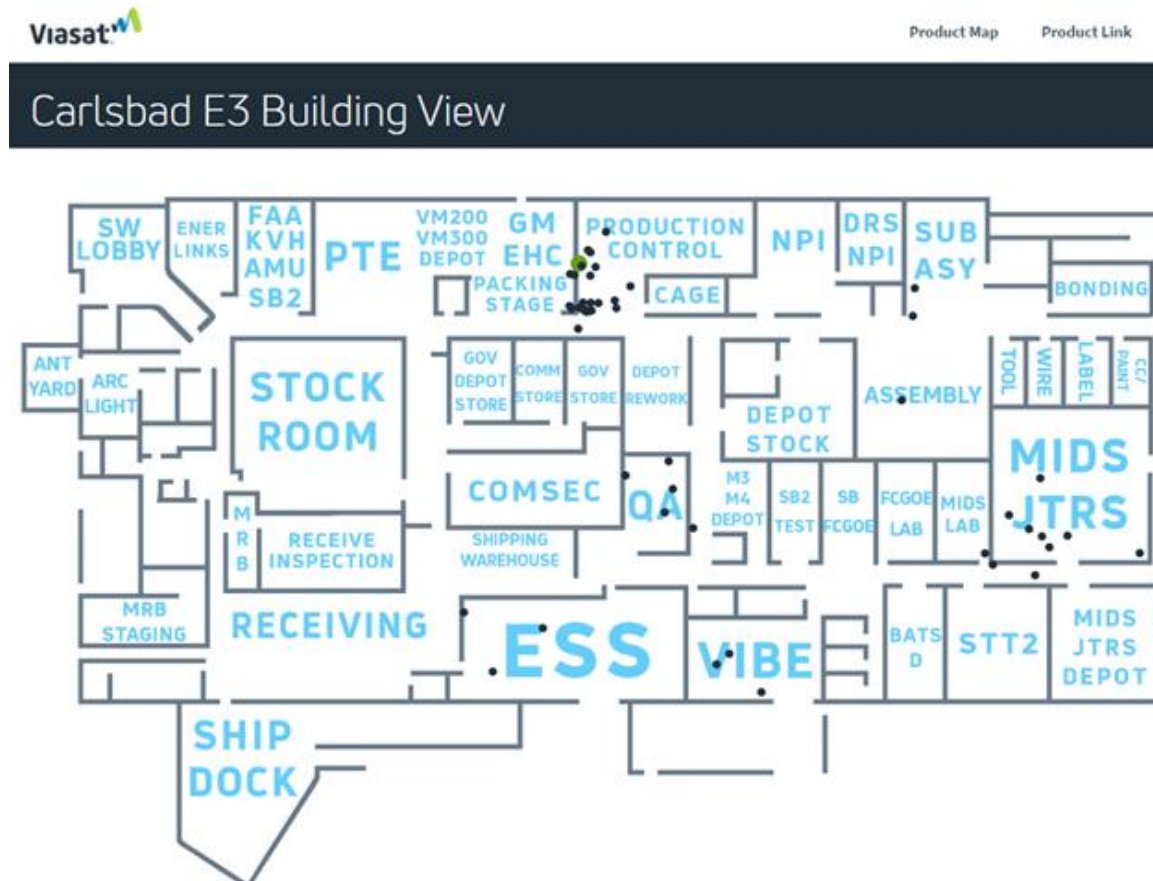 Viasat
Product Map
Product Link
Carlsbad E3 Building View
SW
LOBBY
ENER
LINKS
FAA
KVH
AMU
SB2
PTE
VM200
VM300
DEPOT
GM
EHC
PACKING
STAGE
PRODUCTION
CONTROL
CAGE
NPI
DRS
NPI
SUB
ASY
BONDING
ANT
YARD
ARC
LIGHT
STOCK
ROOM
GOV
DEPOT
STORE
COMM
STORE
GOV
STORE
DEPOT
REWORK
DEPOT
STOCK
ASSEMBLY
TOOL
WIRE
LABEL
CC/
PAINT
MIDS
JTRS
COMSEC
QA
M3
M4
DEPOT
SB2
TEST
SB
FCGOE
FCGOE
LAB
MIDS
LAB
M
R
B
RECEIVE
INSPECTION
SHIPPING
WAREHOUSE
MRB
STAGING
RECEIVING
ESS
VIBE
BATS
D
STT2
MIDS
JTRS
DEPOT
SHIP
DOCK